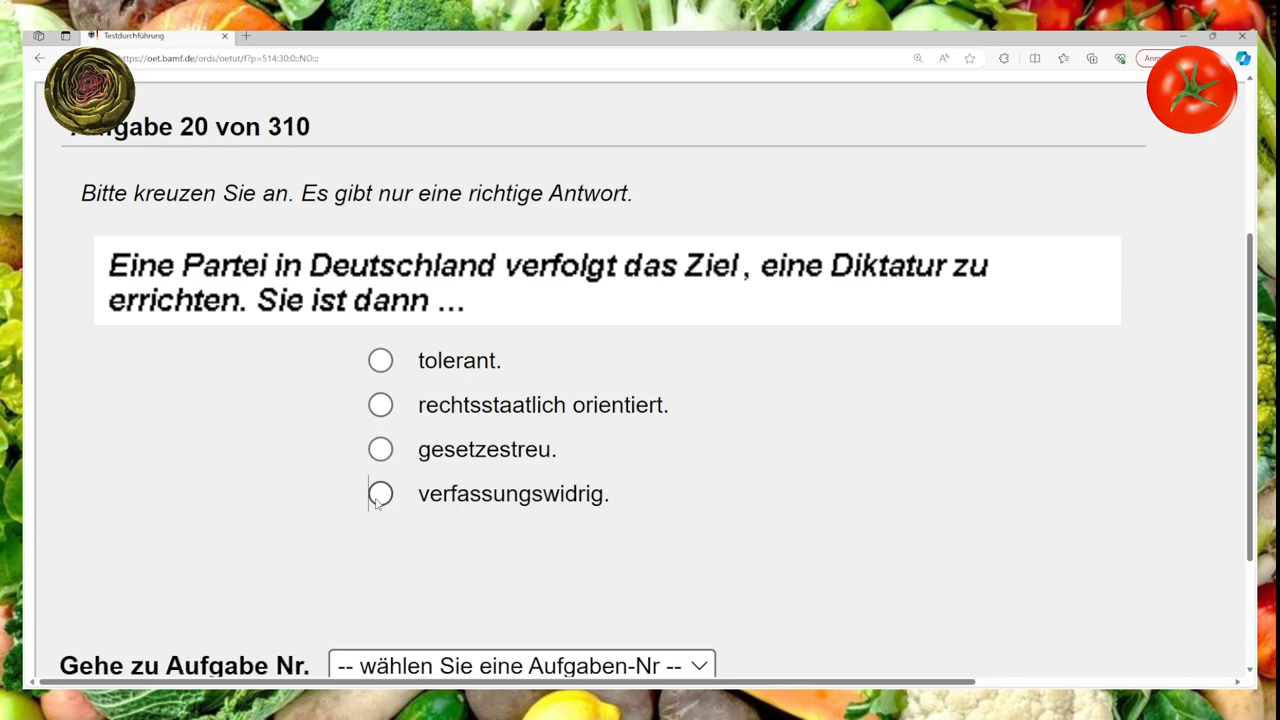 Testdurchführung
https://oet.bamf.de/ords/oetut/f?p=514:30:0::NO:::
Aufgabe 20 von 310
Bitte kreuzen Sie an. Es gibt nur eine richtige Antwort.
Eine Partei in Deutschland verfolgt das Ziel, eine Diktatur zu
errichten. Sie ist dann ...
tolerant.
rechtsstaatlich orientiert.
gesetzestreu.
verfassungswidrig.
Gehe zu Aufgabe Nr. -- wählen Sie eine Aufgaben-Nr --